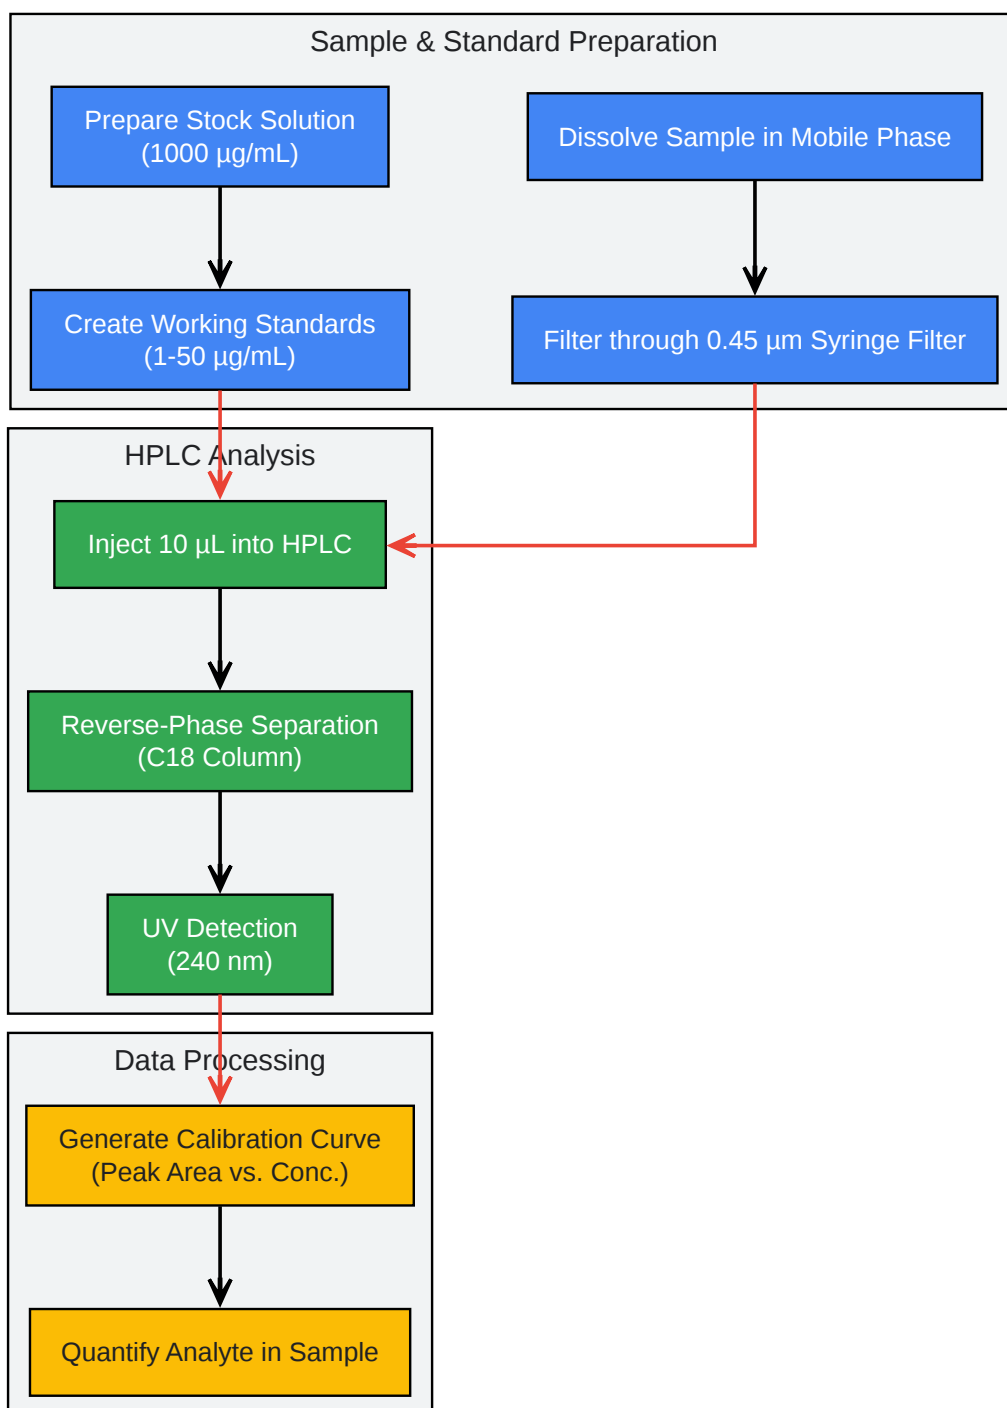 Sample & Standard Preparation
Prepare Stock Solution
(1000 µg/mL)
Dissolve Sample in Mobile Phase
Create Working Standards
(1-50 µg/mL)
Filter through 0.45 µm Syringe Filter
HPLC Analysis
Inject 10 µL into HPLC
Reverse-Phase Separation
(C18 Column)
UV Detection
(240 nm)
Data Processing
Generate Calibration Curve
(Peak Area vs. Conc.)
Quantify Analyte in Sample